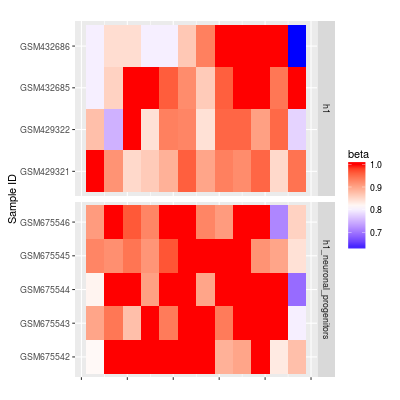 Sample ID
GSM432686
GSM432685
GSM429322
GSM429321
h1
GSM675546
GSM675545
GSM675544
GSM675543
GSM675542
h1_neuronal_progenitors
beta
1.0
0.9
0.8
0.7